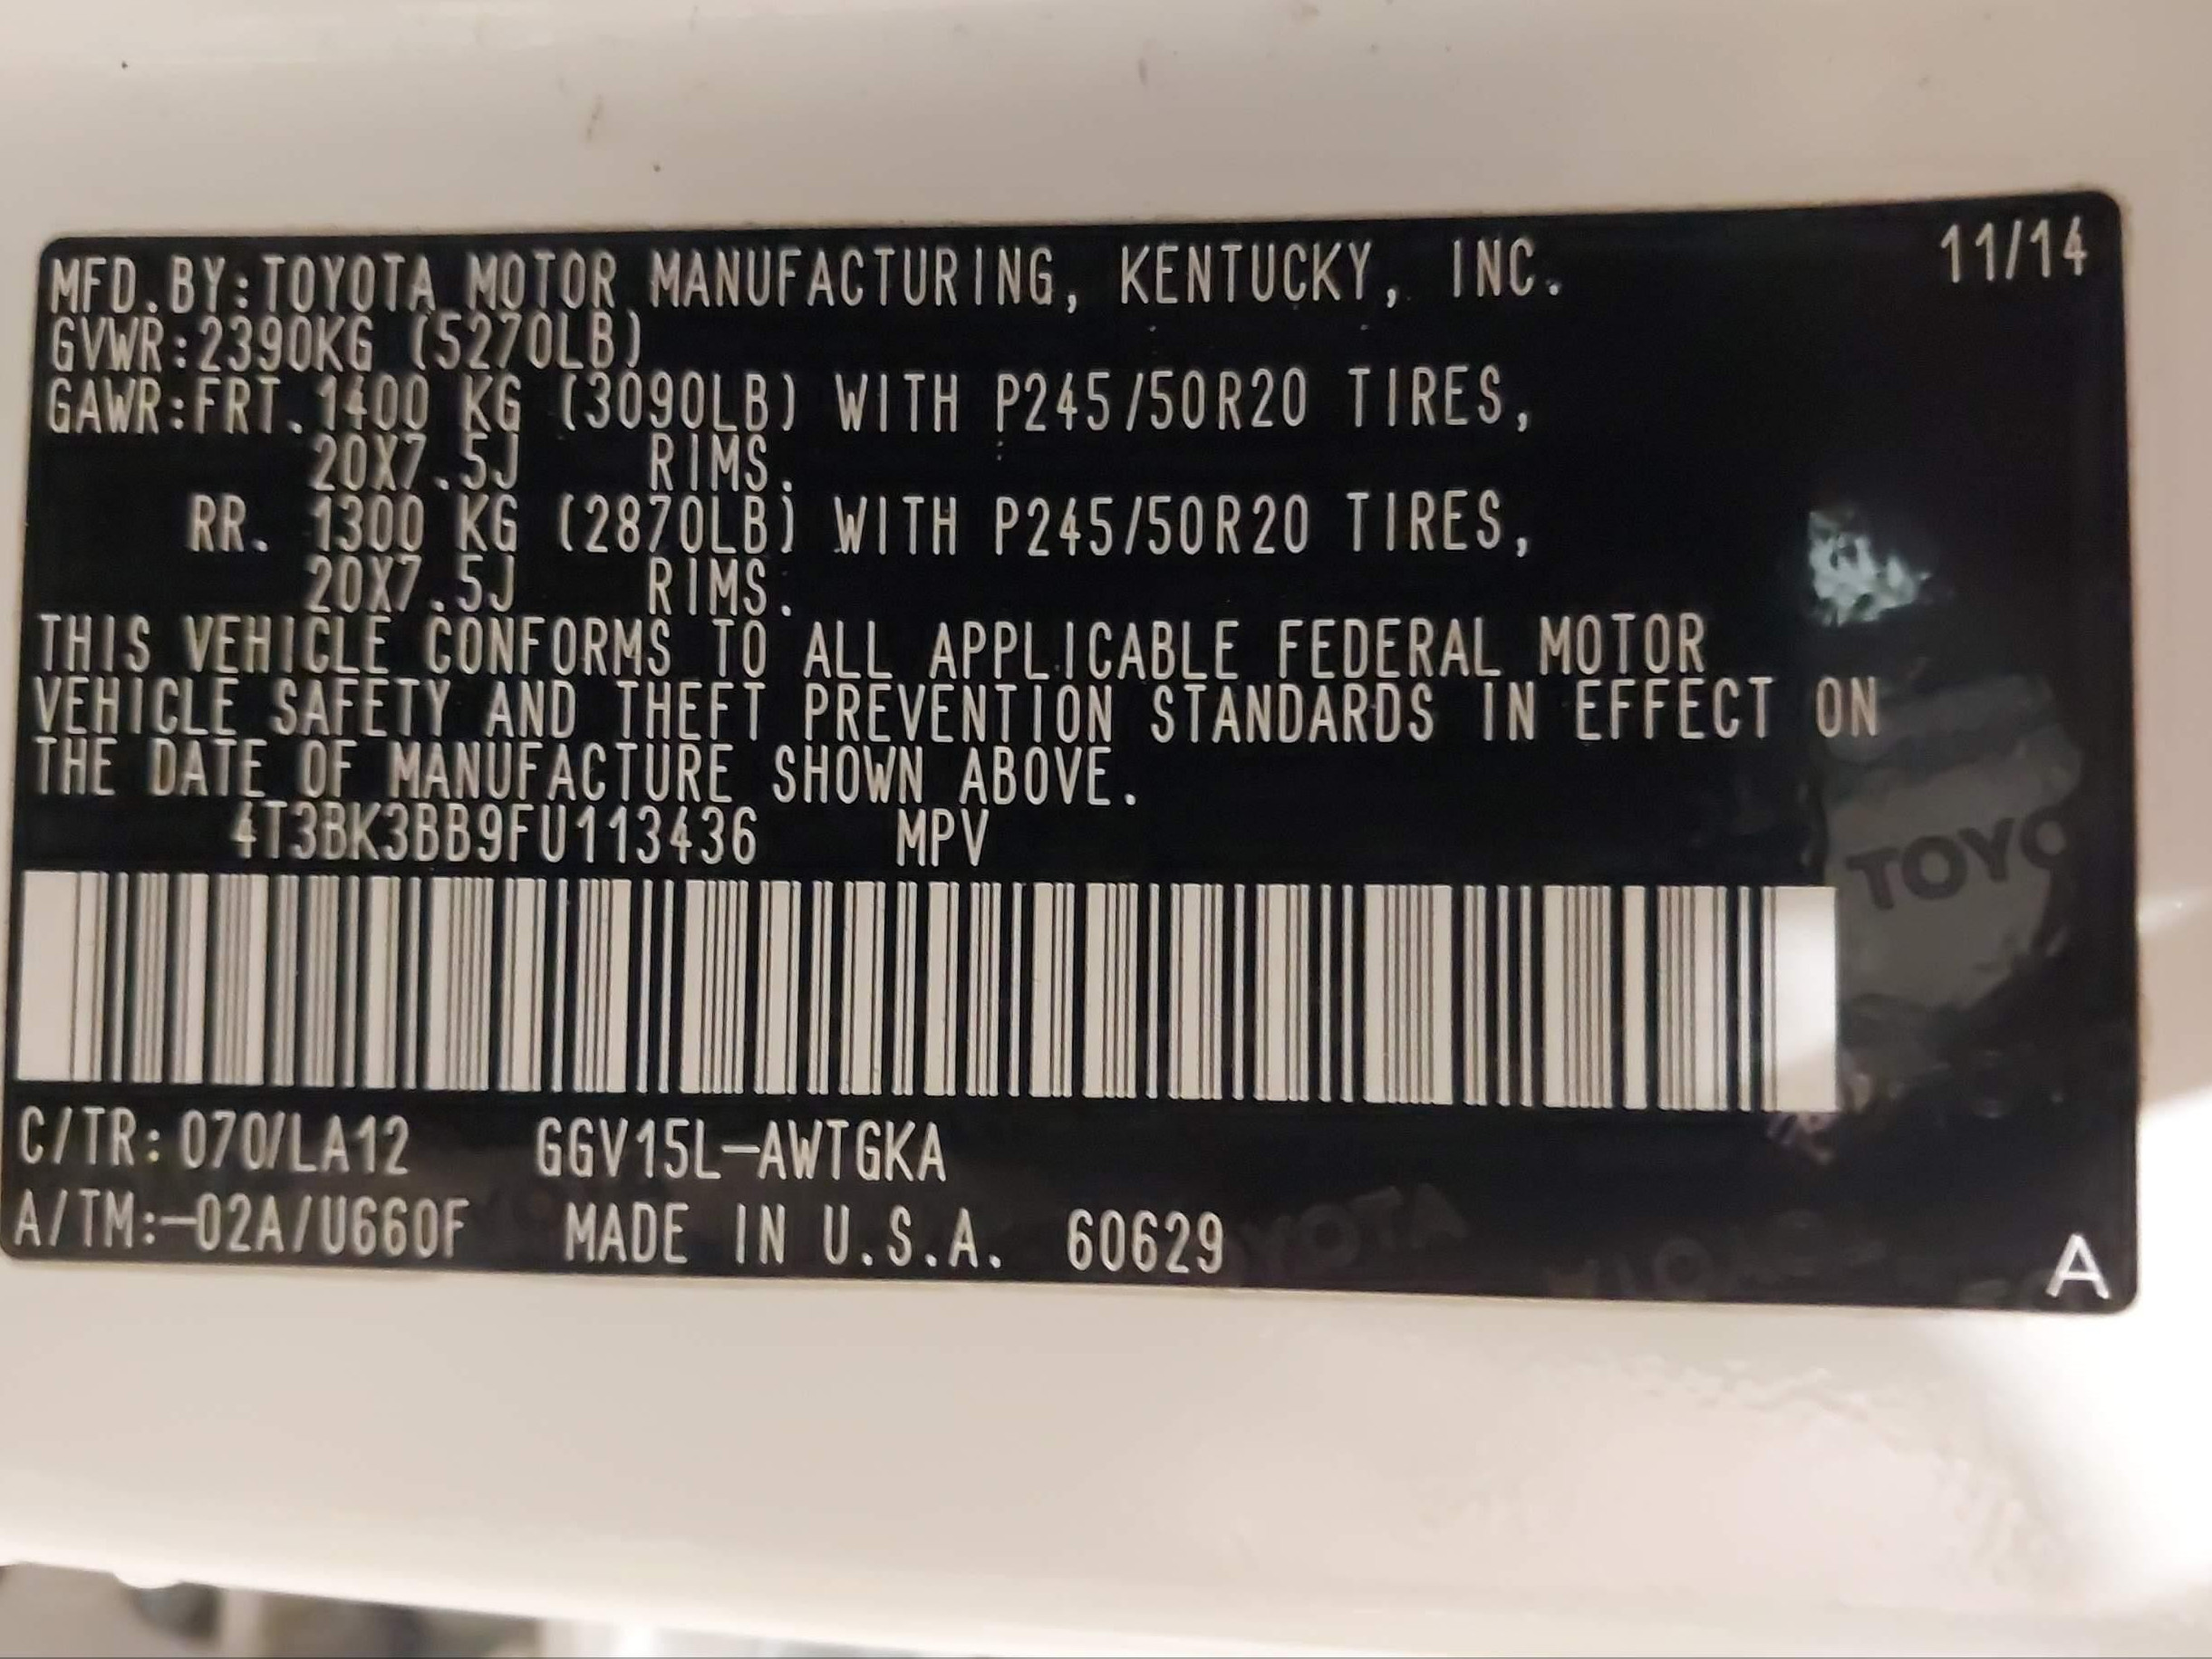 11/14
MFD.BY:TOYOTA MOTOR MANUFACTURING, KENTUCKY, INC.
GVWR:2390KG (5270LB)
GAWR:FRT. 1400 KG (3090LB) WITH P245/50R20 TIRES,
20X7.5J RIMS.
RR. 1300 KG (2870LB) WITH P245/50R20 TIRES,
20X7.5J RIMS.
THIS VEHICLE CONFORMS TO ALL APPLICABLE FEDERAL MOTOR
VEHICLE SAFETY AND THEFT PREVENTION STANDARDS IN EFFECT ON
THE DATE OF MANUFACTURE SHOWN ABOVE.
4T3BK3BB9FU113436 MPV
TOYO
C/TR: 070/LA12 GGV15L-AWTGKA
A/TM:-02A/U660F MADE IN U.S.A. 60629
A